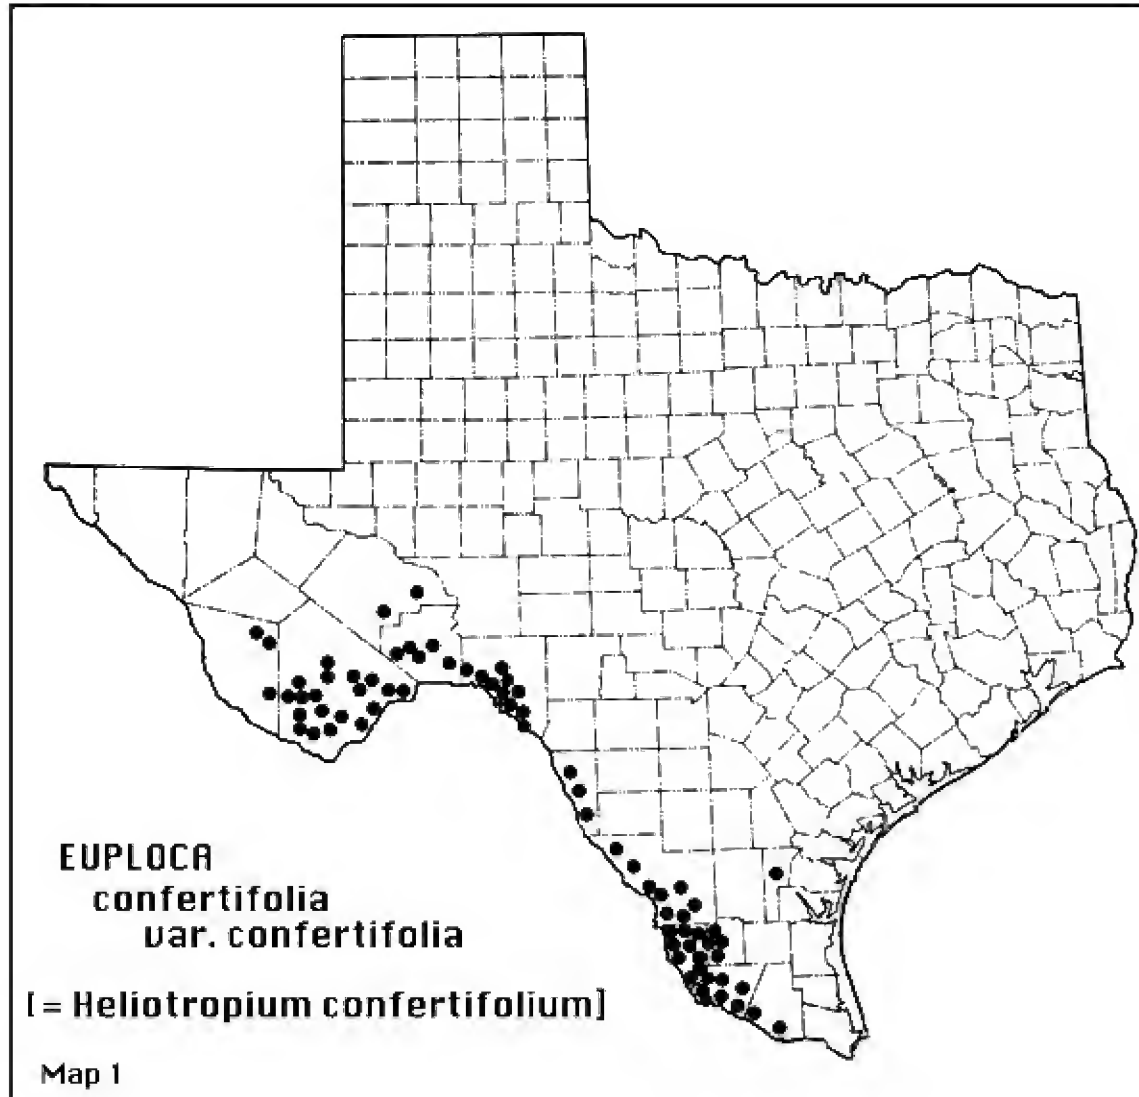 EUPLOCA
confertifolia
var. confertifolia
[= Heliotropium confertifolium]
Map 1